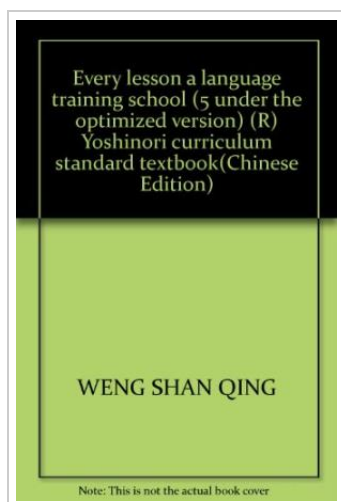 Every lesson a language
training school (5 under the
optimized version) (R)
Yoshinori curriculum
standard textbook(Chinese
Edition)
WENG SHAN QING
Note: This is not the actual book cover